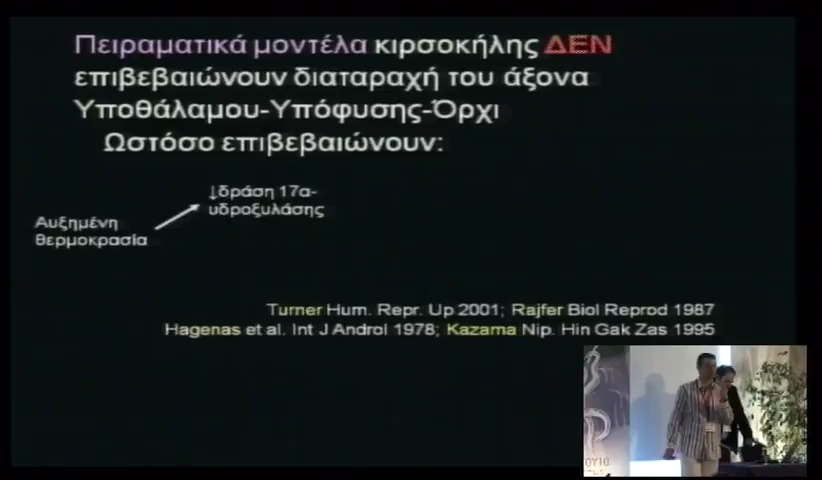 Πειραματικά μοντέλα κιρσοκήλης ΔΕΝ
επιβεβαιώνουν διαταραχή του άξονα
Υποθάλαμου-Υπόφυσης-Όρχι
Ωστόσο επιβεβαιώνουν:
↓δράση 17α-
υδροξυλάσης
Αυξημένη
θερμοκρασία
Turner Hum. Repr. Up 2001; Rajfer Biol Reprod 1987
Hagenas et al. Int J Androl 1978; Kazama Nip. Hin Gak Zas 1995